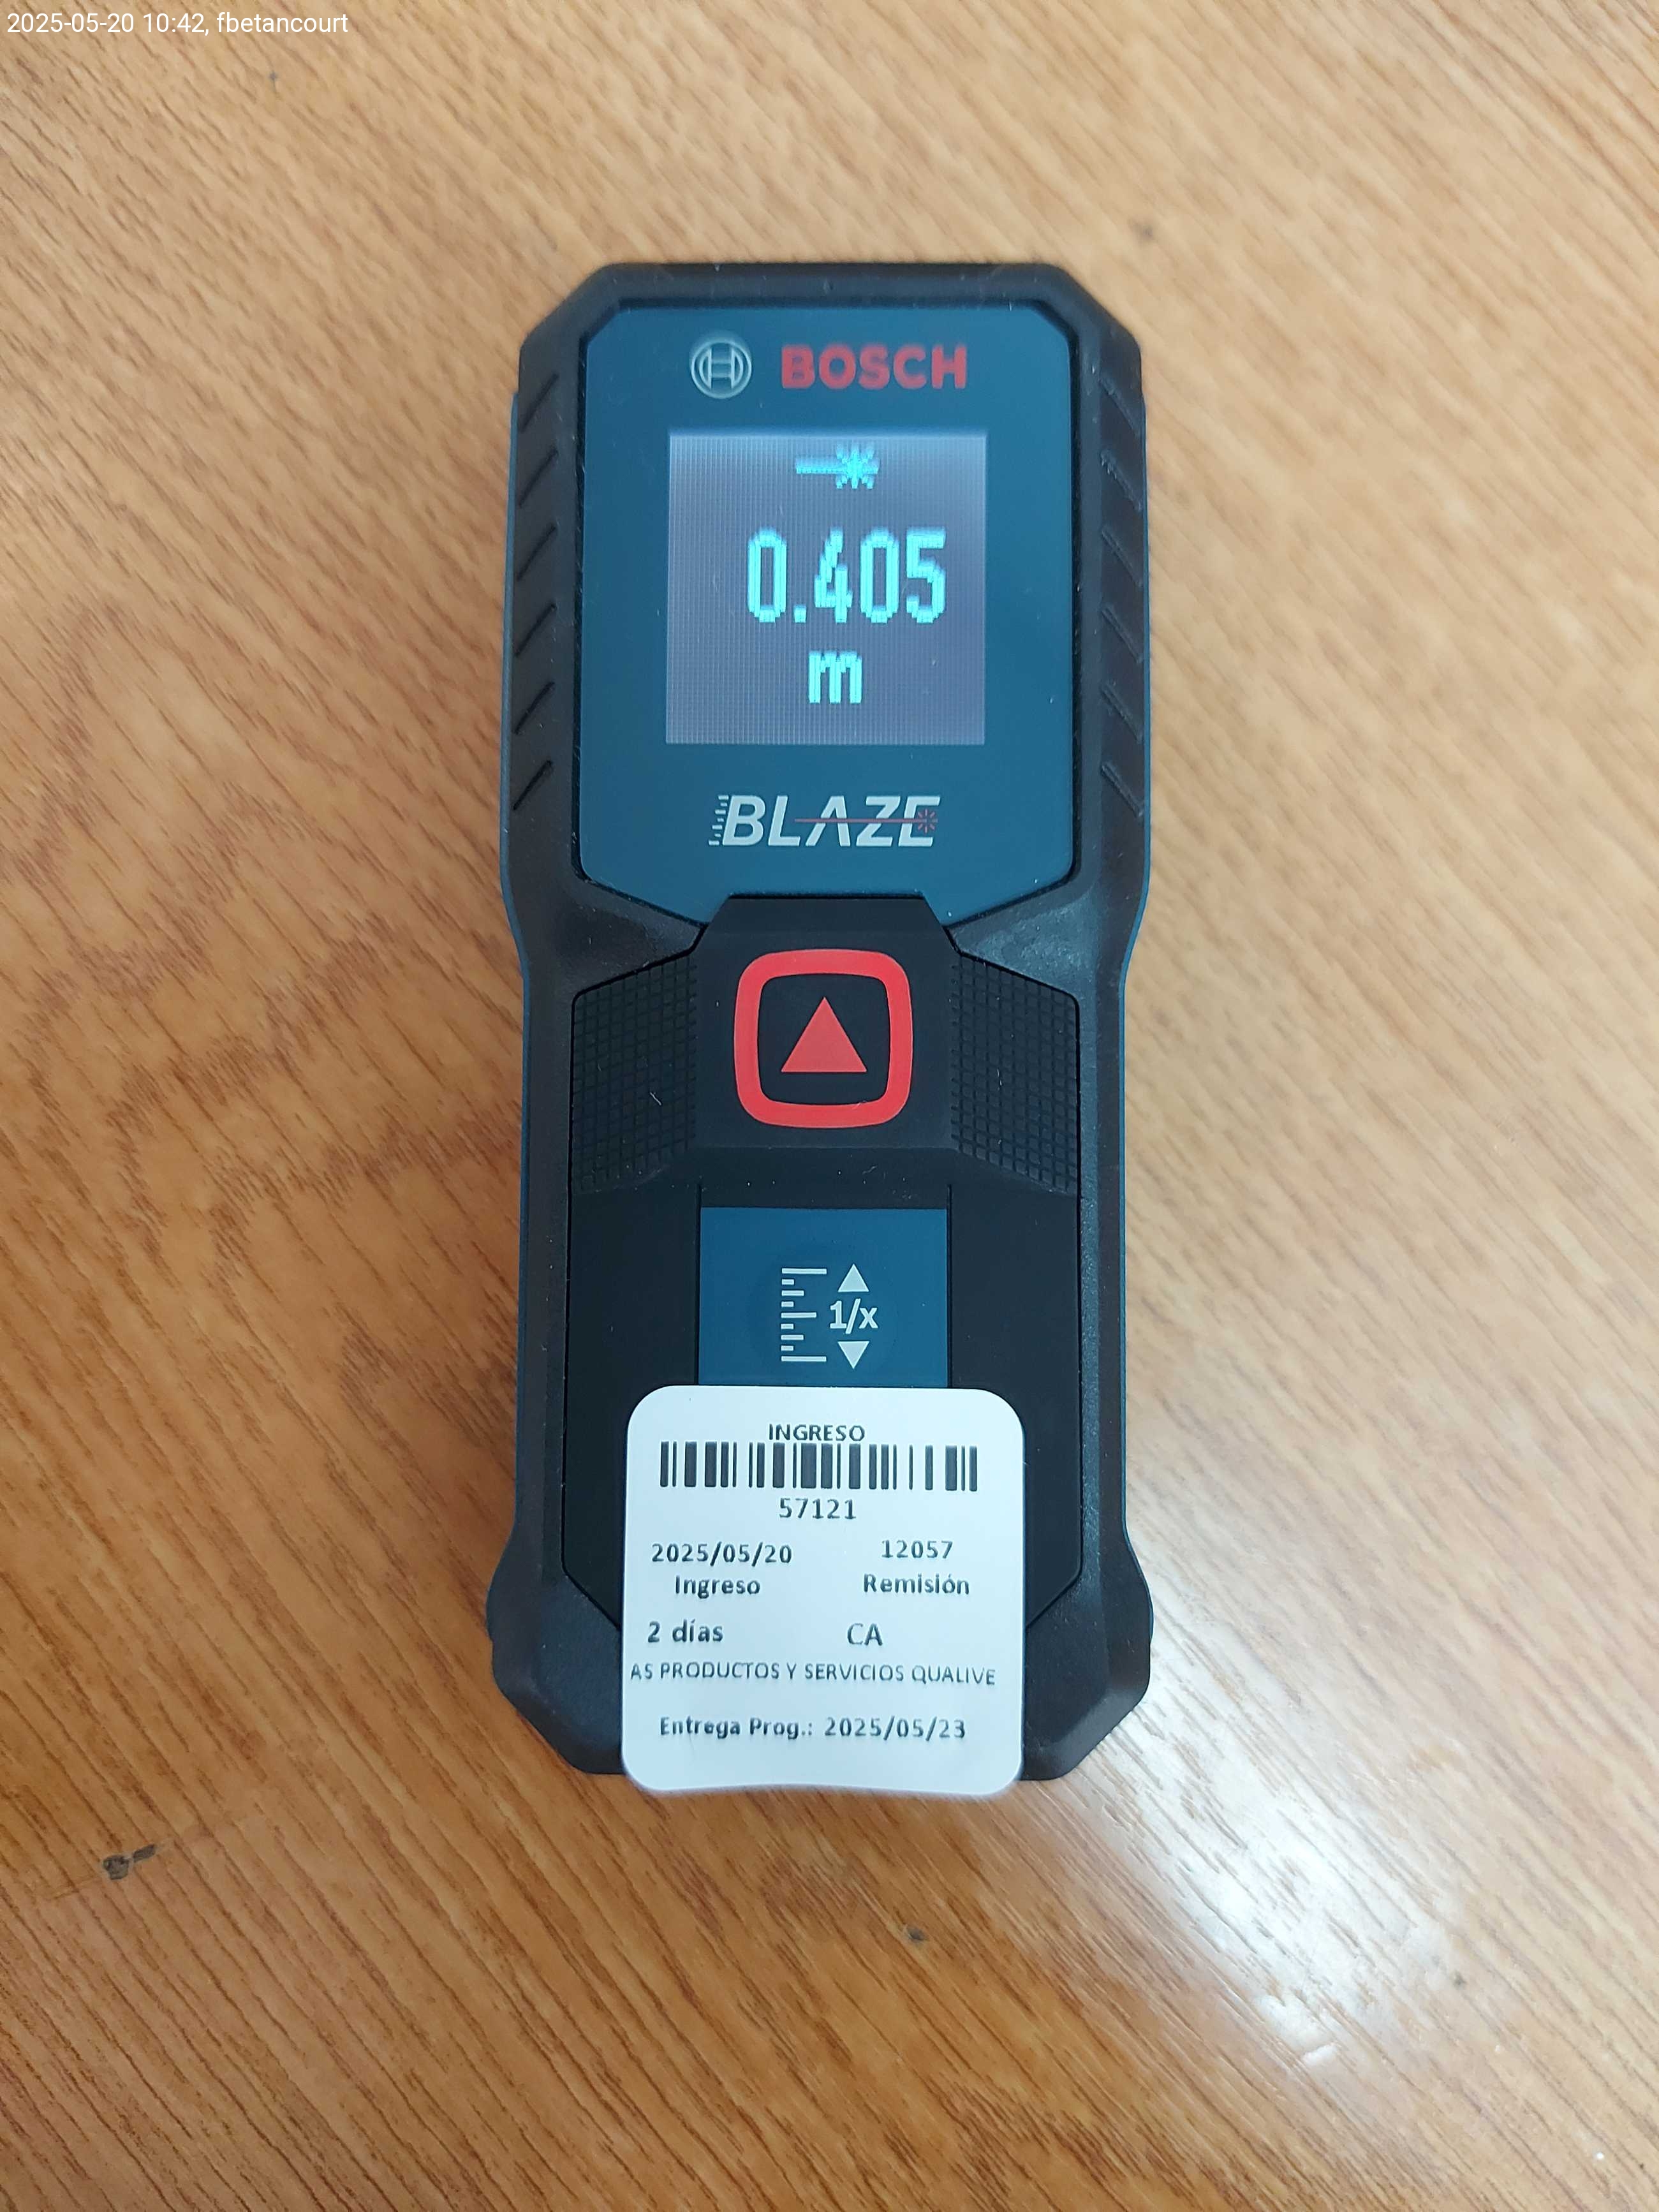 2025-05-20 10:42, fbetancourt
BOSCH
0.405
m
BLAZE
1/x
INGRESO
57121
2025/05/20 12057
Ingreso Remisión
2 días CA
AS PRODUCTOS Y SERVICIOS QUALIVE
Entrega Prog.: 2025/05/23